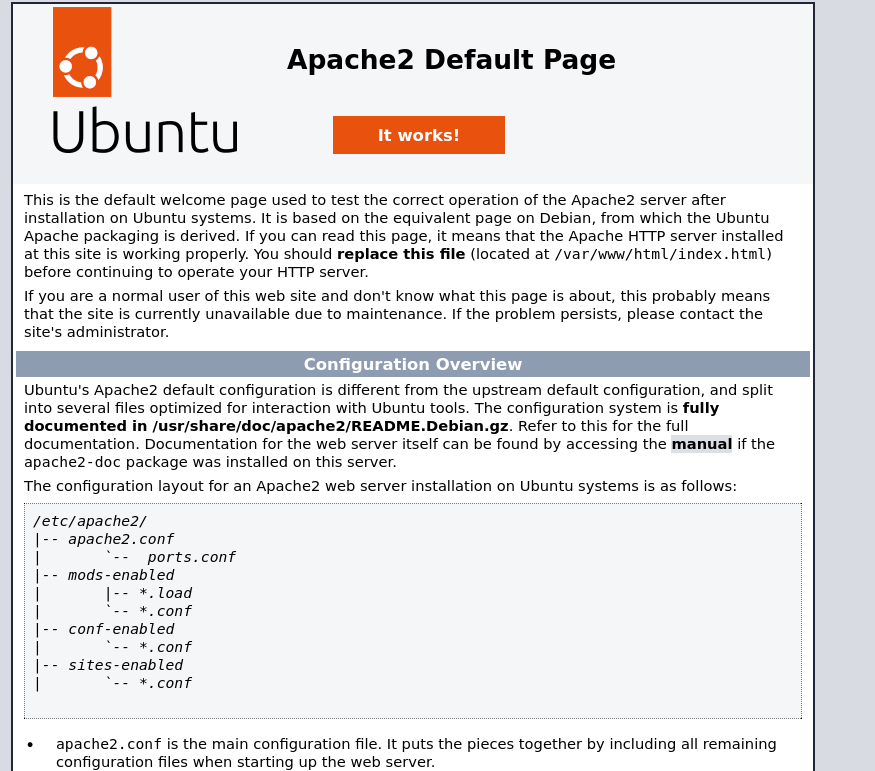 Apache2 Default Page
Ubuntu
It works!
This is the default welcome page used to test the correct operation of the Apache2 server after
installation on Ubuntu systems. It is based on the equivalent page on Debian, from which the Ubuntu
Apache packaging is derived. If you can read this page, it means that the Apache HTTP server installed
at this site is working properly. You should replace this file (located at /var/www/html/index.html)
before continuing to operate your HTTP server.
If you are a normal user of this web site and don't know what this page is about, this probably means
that the site is currently unavailable due to maintenance. If the problem persists, please contact the
site's administrator.
Configuration Overview
Ubuntu's Apache2 default configuration is different from the upstream default configuration, and split
into several files optimized for interaction with Ubuntu tools. The configuration system is fully
documented in /usr/share/doc/apache2/README.Debian.gz. Refer to this for the full
documentation. Documentation for the web server itself can be found by accessing the manual if the
apache2-doc package was installed on this server.
The configuration layout for an Apache2 web server installation on Ubuntu systems is as follows:
/etc/apache2/
|-- apache2.conf
|       `--  ports.conf
|-- mods-enabled
|       |-- *.load
|       `-- *.conf
|-- conf-enabled
|       `-- *.conf
|-- sites-enabled
|       `-- *.conf
• apache2.conf is the main configuration file. It puts the pieces together by including all remaining
configuration files when starting up the web server.